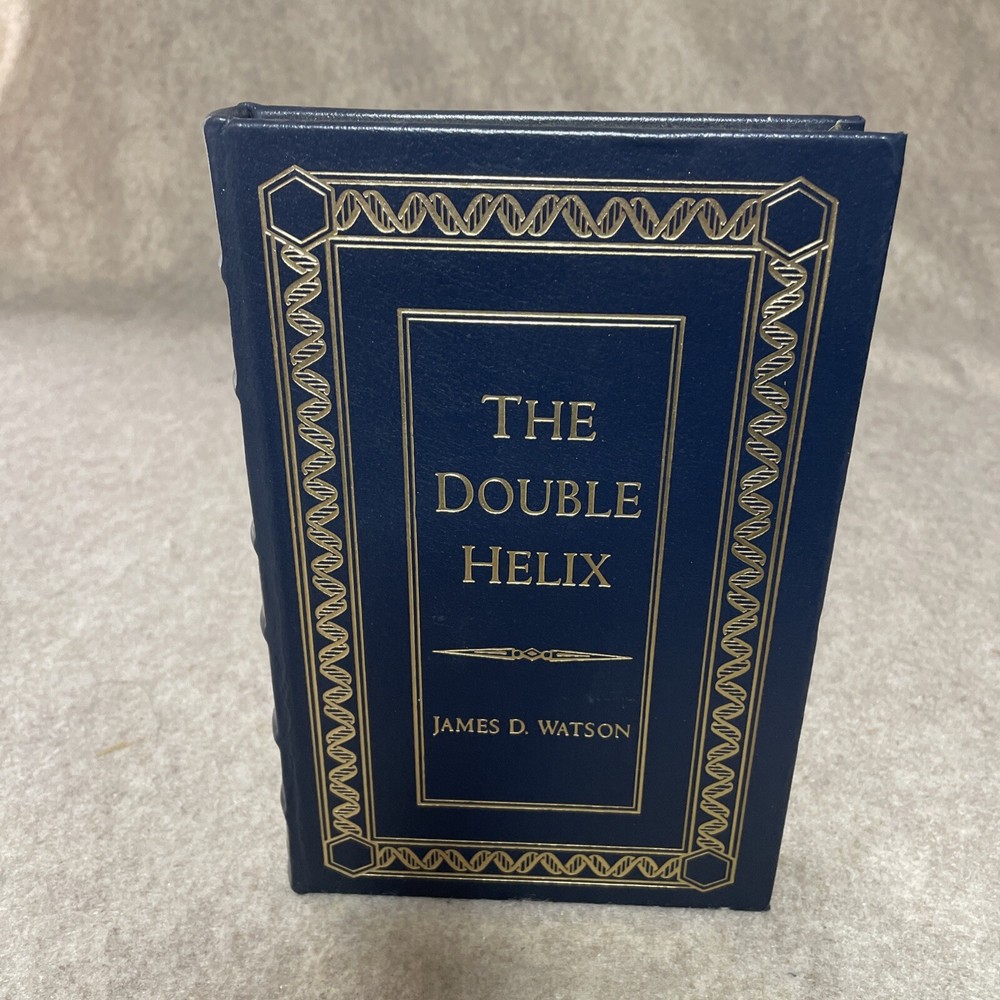 THE
DOUBLE
HELIX
JAMES D. WATSON